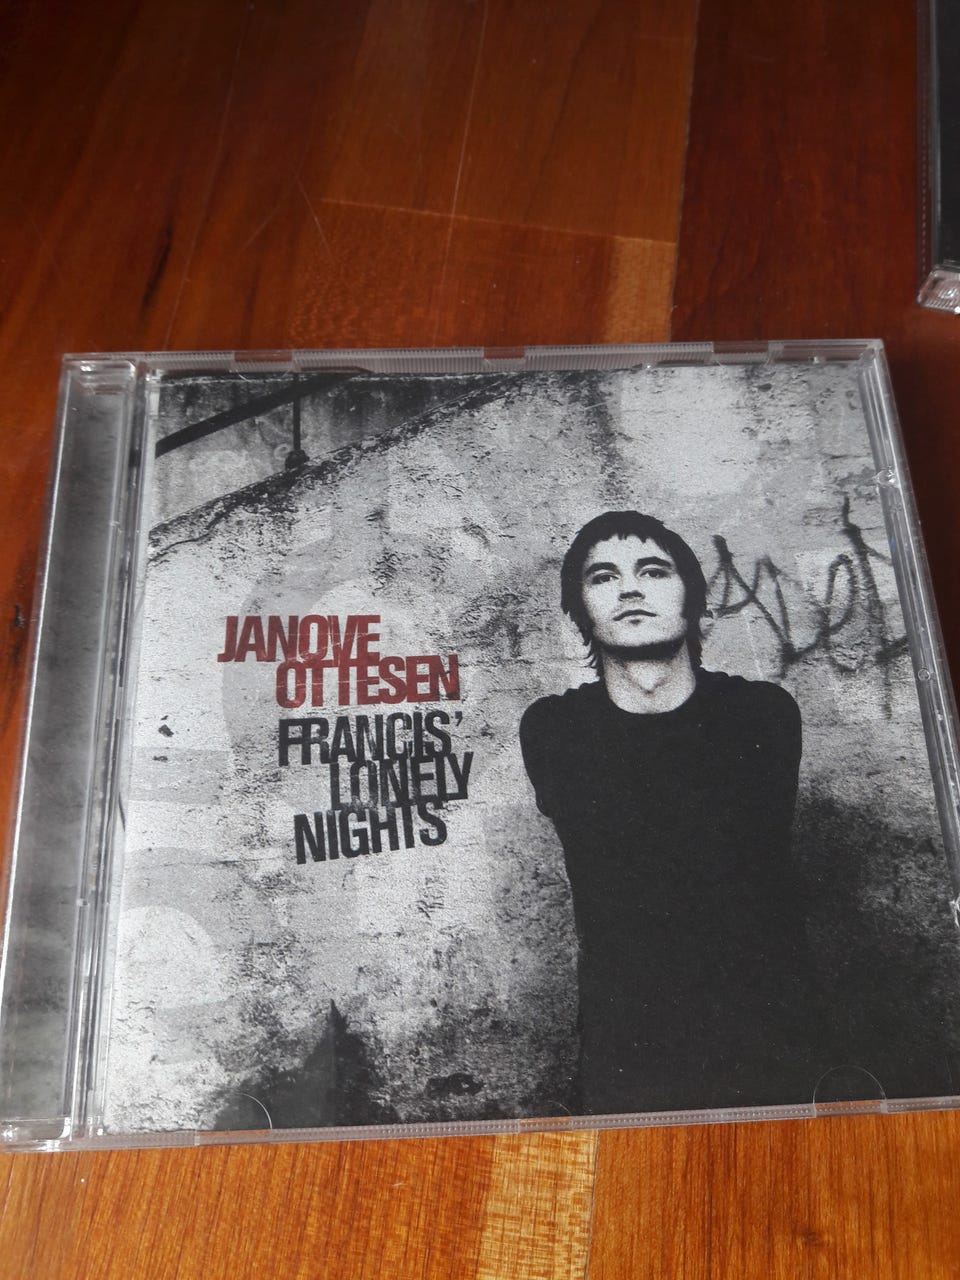 JANOVE
OTTESEN
FRANCIS'
LONELY
NIGHTS